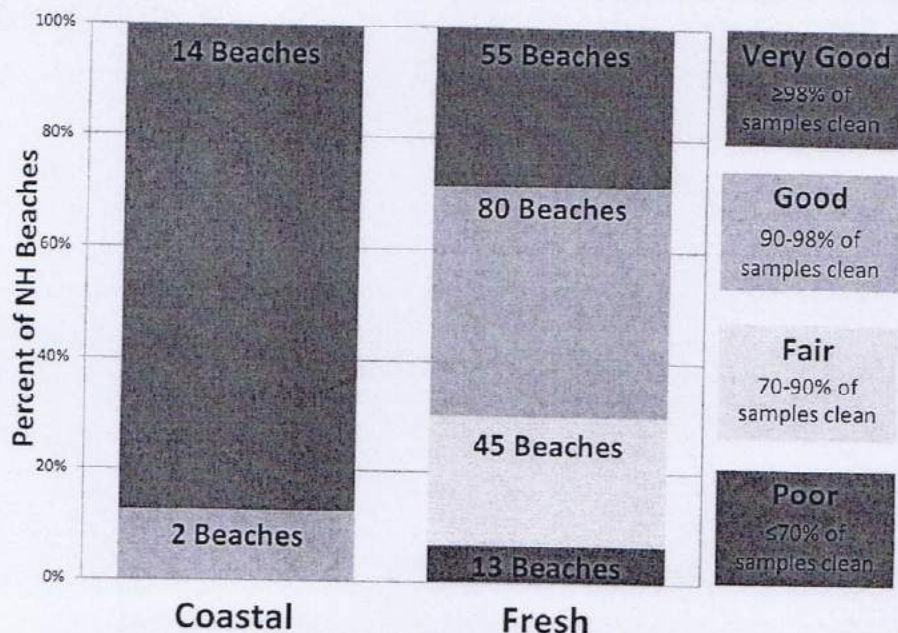 100%
80%
60%
40%
20%
0%
Percent of NH Beaches
14 Beaches
2 Beaches
Coastal
55 Beaches
80 Beaches
45 Beaches
13 Beaches
Fresh
Very Good
≥98% of
samples clean
Good
90-98% of
samples clean
Fair
70-90% of
samples clean
Poor
≤70% of
samples clean